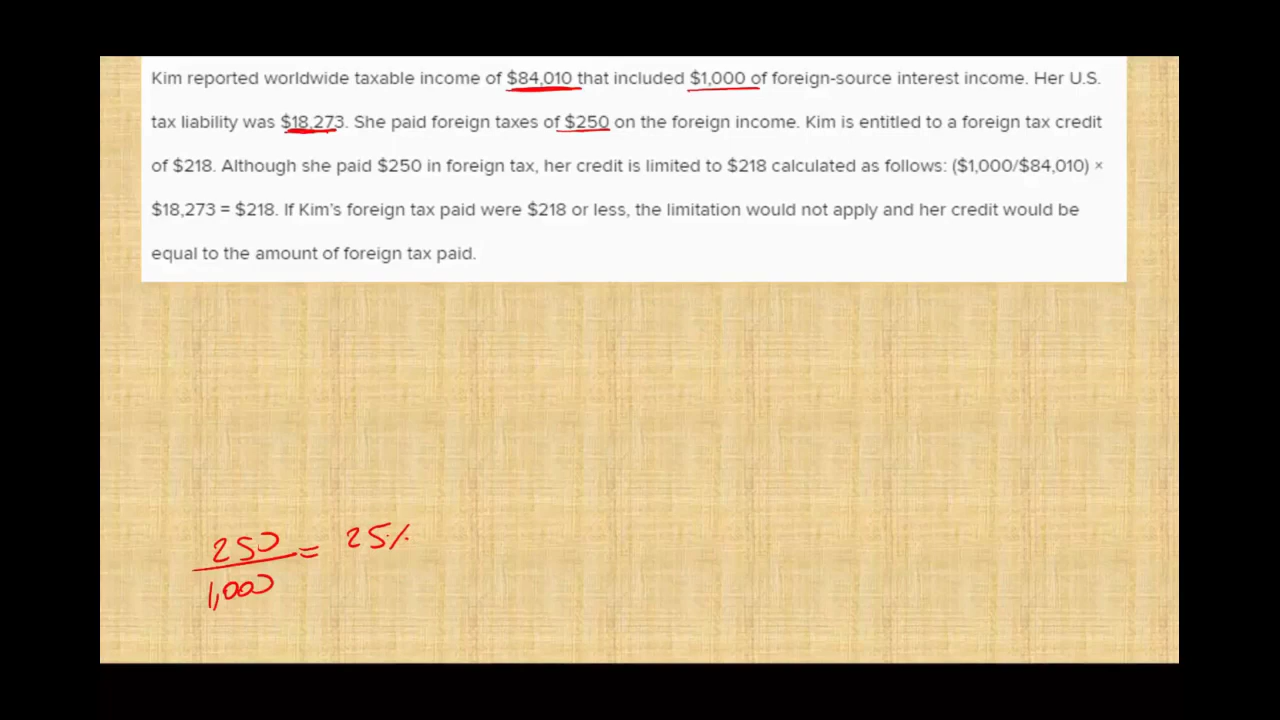 Kim reported worldwide taxable income of $84,010 that included $1,000 of foreign-source interest income. Her U.S.
tax liability was $18,273. She paid foreign taxes of $250 on the foreign income. Kim is entitled to a foreign tax credit
of $218. Although she paid $250 in foreign tax, her credit is limited to $218 calculated as follows: ($1,000/$84,010) ×
$18,273 = $218. If Kim’s foreign tax paid were $218 or less, the limitation would not apply and her credit would be
equal to the amount of foreign tax paid.
250 = 25%
1,000